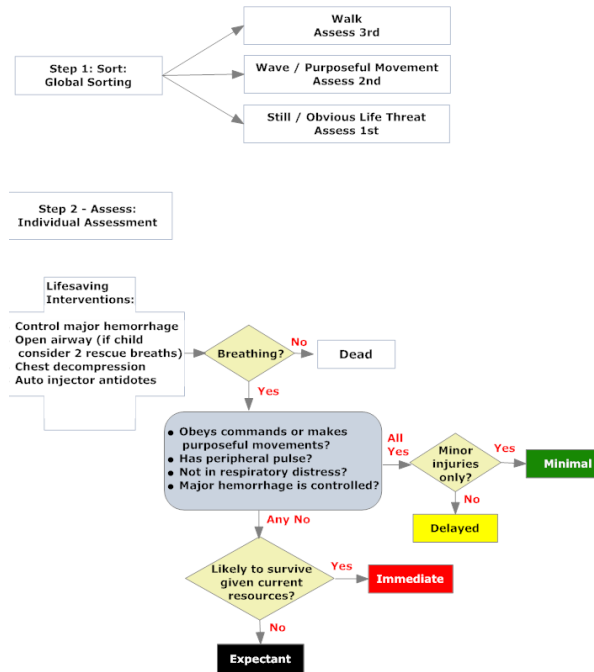 Walk
Assess 3rd
Step 1: Sort:
Global Sorting
Wave / Purposeful Movement
Assess 2nd
Still / Obvious Life Threat
Assess 1st
Step 2 - Assess:
Individual Assessment
Lifesaving
Interventions:
Control major hemorrhage
Open airway (if child
consider 2 rescue breaths)
Chest decompression
Auto injector antidotes
Breathing?
No
Dead
Yes
• Obeys commands or makes
purposeful movements?
• Has peripheral pulse?
• Not in respiratory distress?
• Major hemorrhage is controlled?
All
Yes
Minor
injuries
only?
Yes
Minimal
No
Delayed
Any No
Likely to survive
given current
resources?
Yes
Immediate
No
Expectant